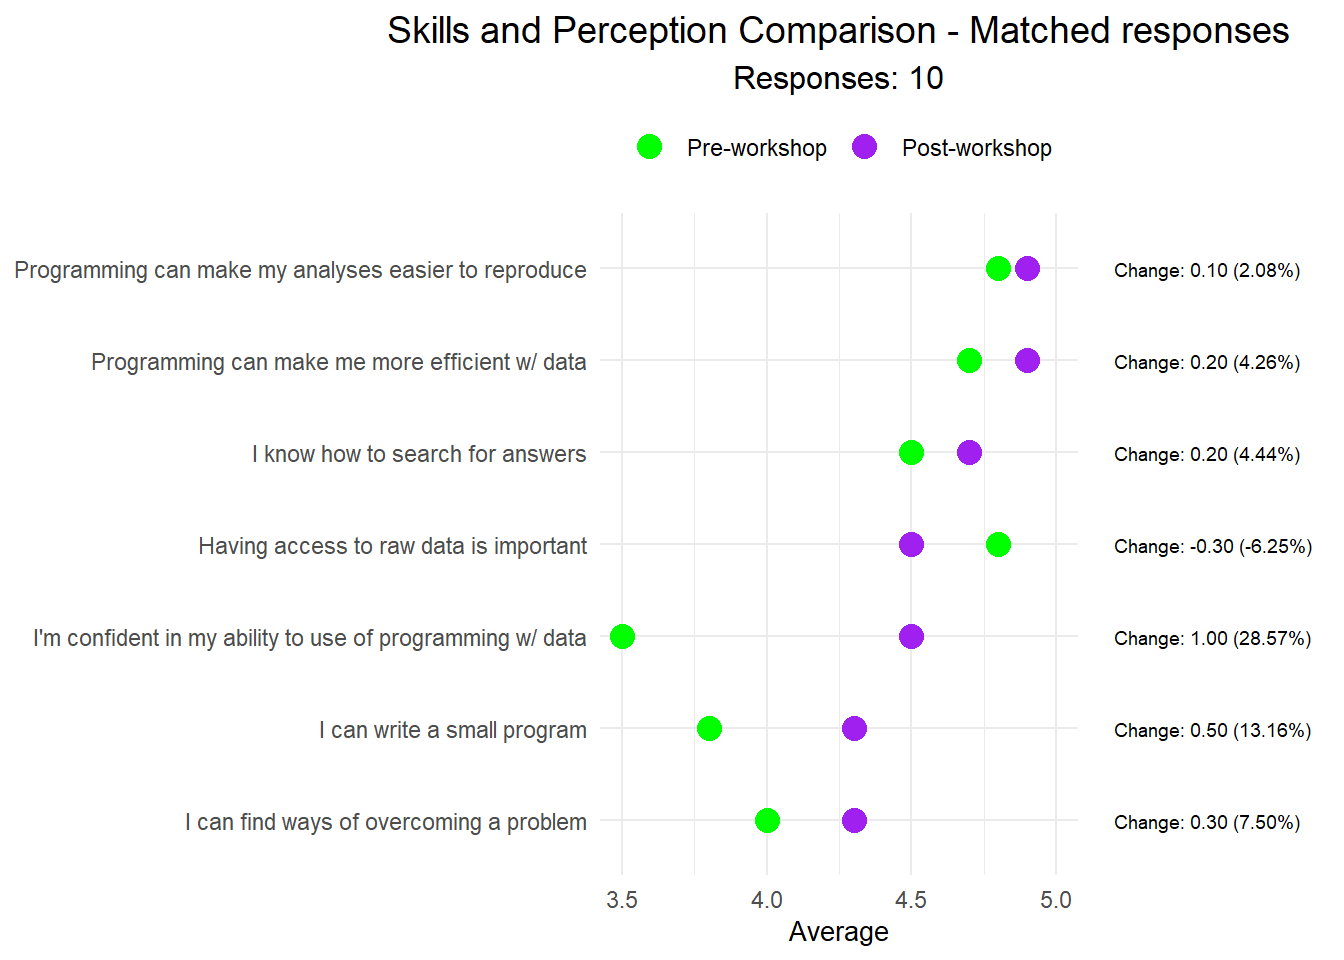 Skills and Perception Comparison - Matched responses
Responses: 10
Pre-workshop Post-workshop
Programming can make my analyses easier to reproduce Change: 0.10 (2.08%)
Programming can make me more efficient w/ data Change: 0.20 (4.26%)
I know how to search for answers Change: 0.20 (4.44%)
Having access to raw data is important Change: -0.30 (-6.25%)
I'm confident in my ability to use of programming w/ data Change: 1.00 (28.57%)
I can write a small program Change: 0.50 (13.16%)
I can find ways of overcoming a problem Change: 0.30 (7.50%)
3.5 4.0 4.5 5.0
Average